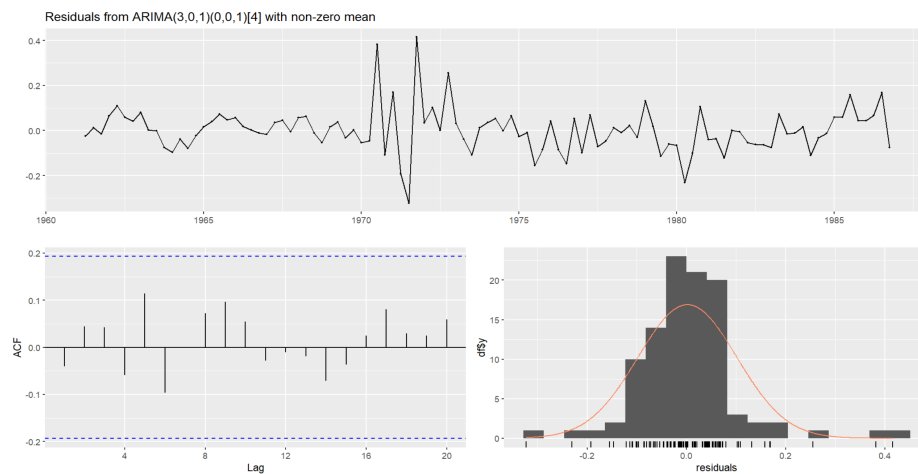 Residuals from ARIMA(3,0,1)(0,0,1)[4] with non-zero mean
0.4
0.2
0.0
-0.2
1960 1965 1970 1975 1980 1985
0.2
0.1
0.0
-0.1
-0.2
ACF
4 8 12 16 20
Lag
20
15
10
5
0
df$y
-0.2 0.0 0.2 0.4
residuals